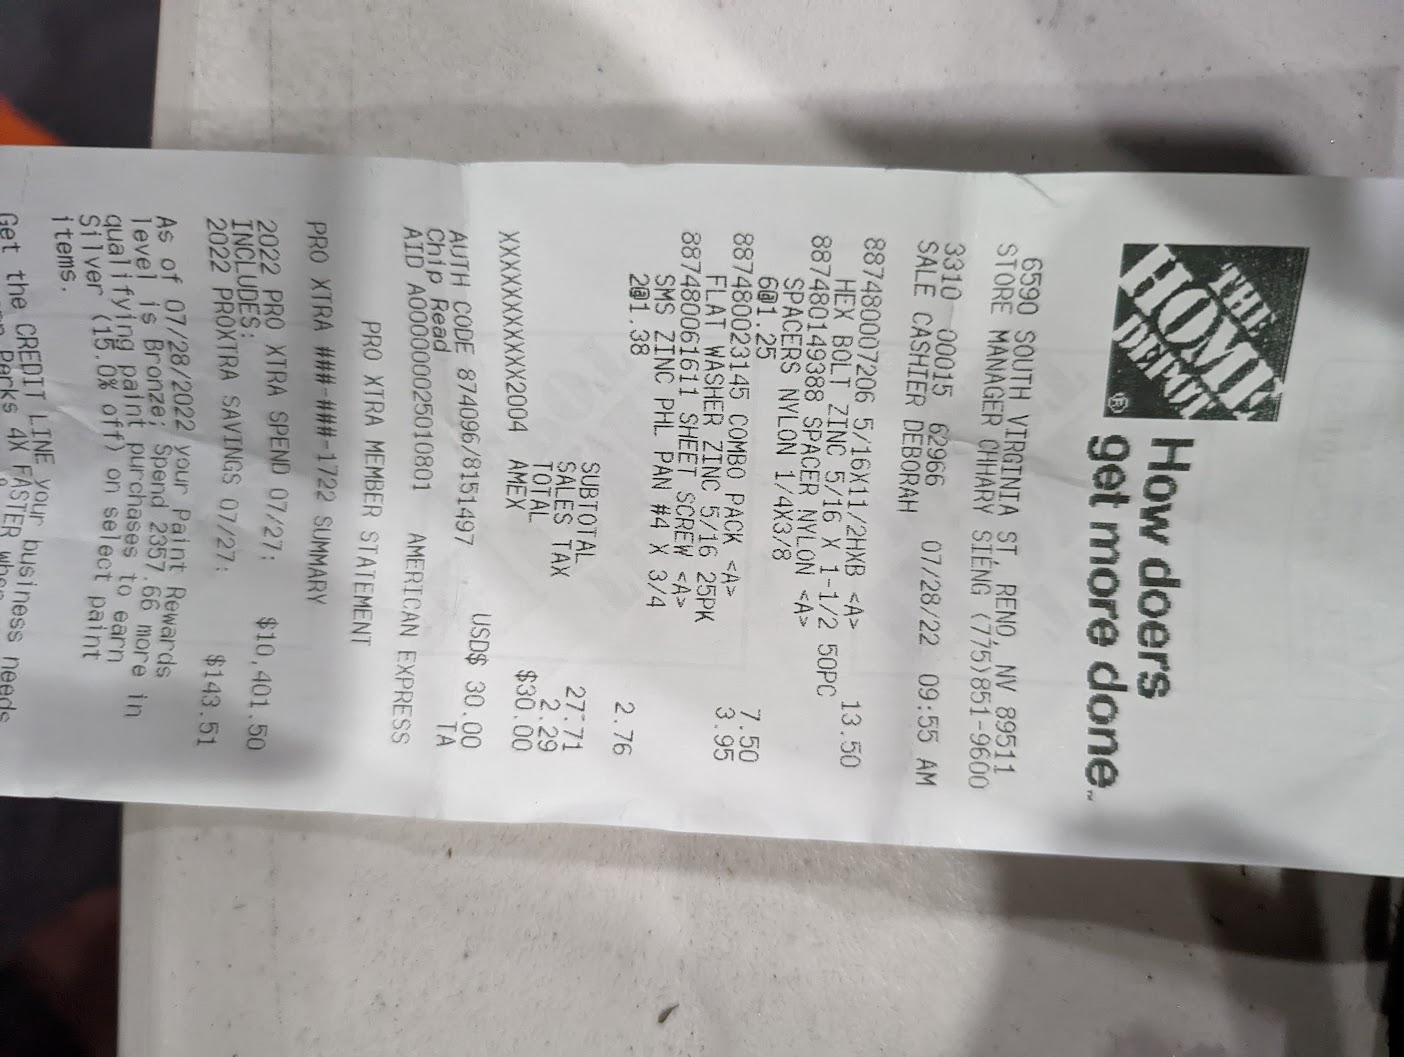 THE
HOME
DEPOT®
How doers
get more done™
6590 SOUTH VIRGINIA ST, RENO, NV 89511
STORE MANAGER CHHARY SIENG (775)851-9600
3310 00015 62966 07/28/22 09:55 AM
SALE CASHIER DEBORAH
887480007206 5/16X11/2HXB <A> 13.50
HEX BOLT ZINC 5/16 X 1-1/2 50PC
887480149388 SPACER NYLON <A>
SPACERS NYLON 1/4X3/8
6@1.25 7.50
887480023145 COMBO PACK <A> 3.95
FLAT WASHER ZINC 5/16 25PK
887480061611 SHEET SCREW <A>
SMS ZINC PHL PAN #4 X 3/4
2@1.38 2.76
SUBTOTAL 27.71
SALES TAX 2.29
TOTAL $30.00
XXXXXXXXXXX2004 AMEX
USD$ 30.00
AUTH CODE 874096/8151497 TA
Chip Read
AID A000000025010801 AMERICAN EXPRESS
PRO XTRA MEMBER STATEMENT
PRO XTRA ###-###-1722 SUMMARY
2022 PRO XTRA SPEND 07/27: $10,401.50
INCLUDES:
2022 PROXTRA SAVINGS 07/27: $143.51
As of 07/28/2022 your Paint Rewards
level is Bronze; Spend 2357.66 more in
qualifying paint purchases to earn
Silver (15.0% off) on select paint
items.
Get the CREDIT LINE your business needs
Perks 4X FASTER when